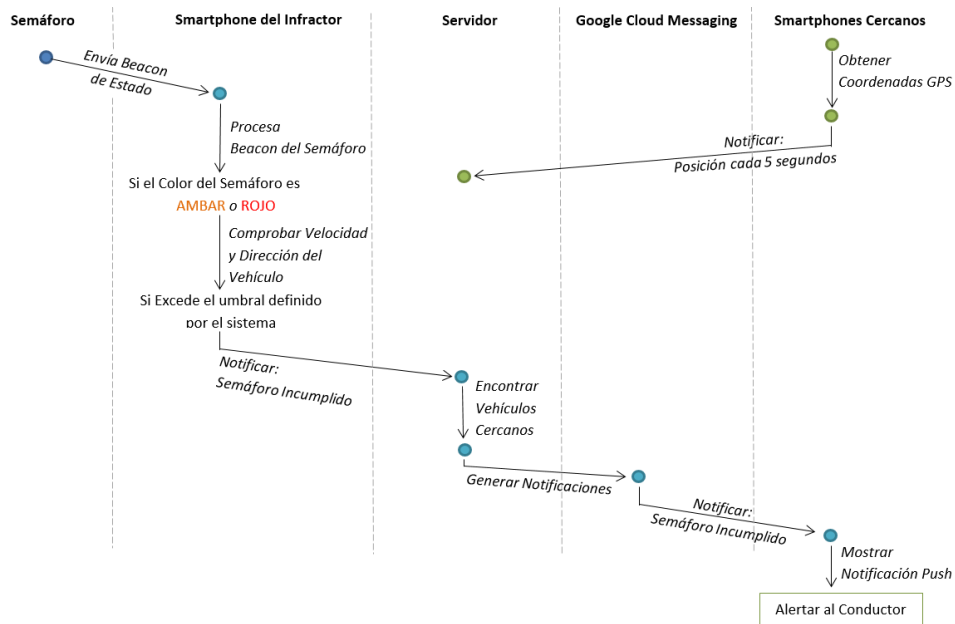 Semáforo
Smartphone del Infractor
Servidor
Google Cloud Messaging
Smartphones Cercanos
Envía Beacon
de Estado
Obtener
Coordenadas GPS
Procesa
Beacon del Semáforo
Notificar:
Posición cada 5 segundos
Si el Color del Semáforo es
AMBAR o ROJO
Comprobar Velocidad
y Dirección del
Vehículo
Si Excede el umbral definido
por el sistema
Notificar:
Semáforo Incumplido
Encontrar
Vehículos
Cercanos
Generar Notificaciones
Notificar:
Semáforo Incumplido
Mostrar
Notificación Push
Alertar al Conductor